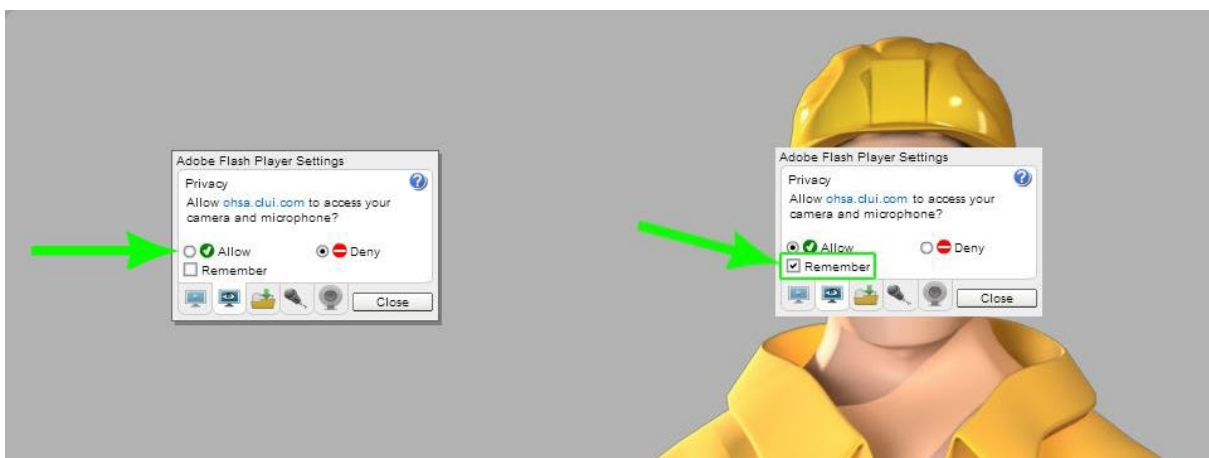 Adobe Flash Player Settings
Privacy
Allow ohsa.clui.com to access your
camera and microphone?
Allow Deny
Remember
Close
Adobe Flash Player Settings
Privacy
Allow ohsa.clui.com to access your
camera and microphone?
Allow Deny
Remember
Close